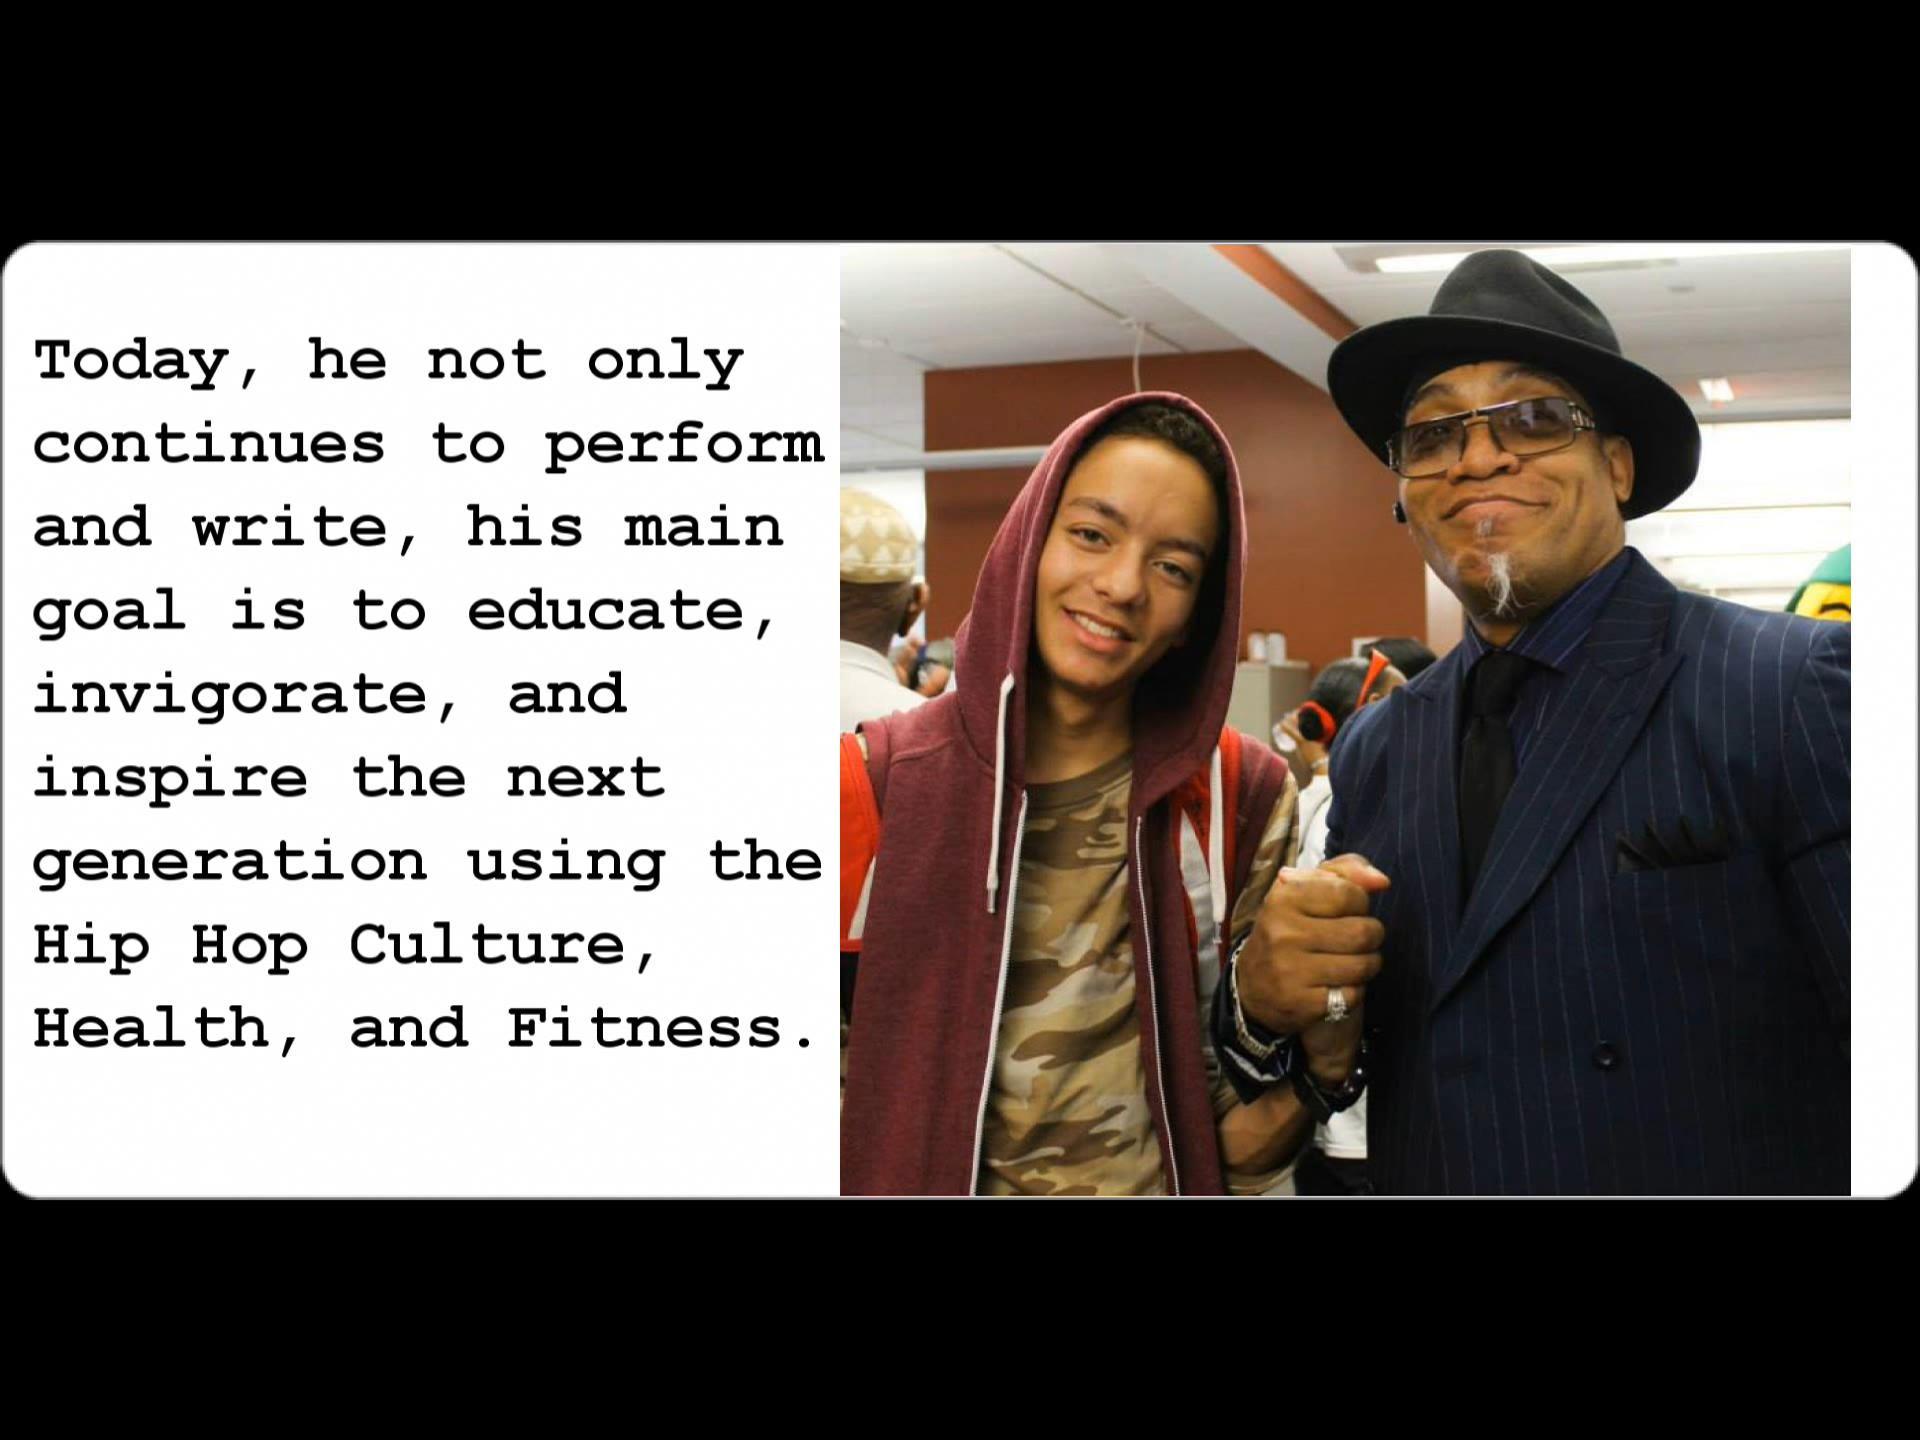 Today, he not only
continues to perform
and write, his main
goal is to educate,
invigorate, and
inspire the next
generation using the
Hip Hop Culture,
Health, and Fitness.